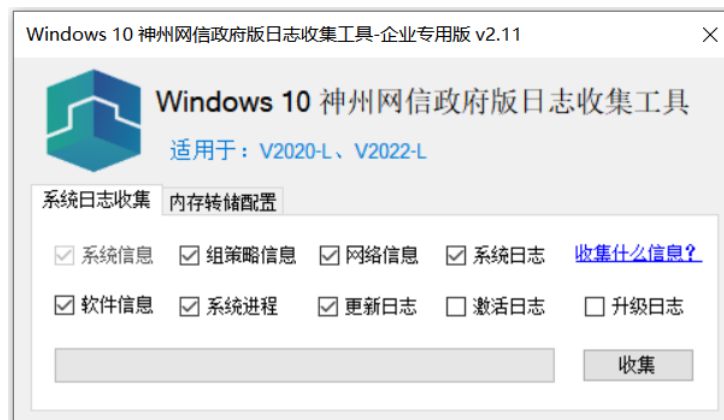 Windows 10 神州网信政府版日志收集工具-企业专用版 v2.11
Windows 10 神州网信政府版日志收集工具
适用于：V2020-L、V2022-L
系统日志收集 内存转储配置
系统信息 组策略信息 网络信息 系统日志 收集什么信息？
软件信息 系统进程 更新日志 激活日志 升级日志
收集